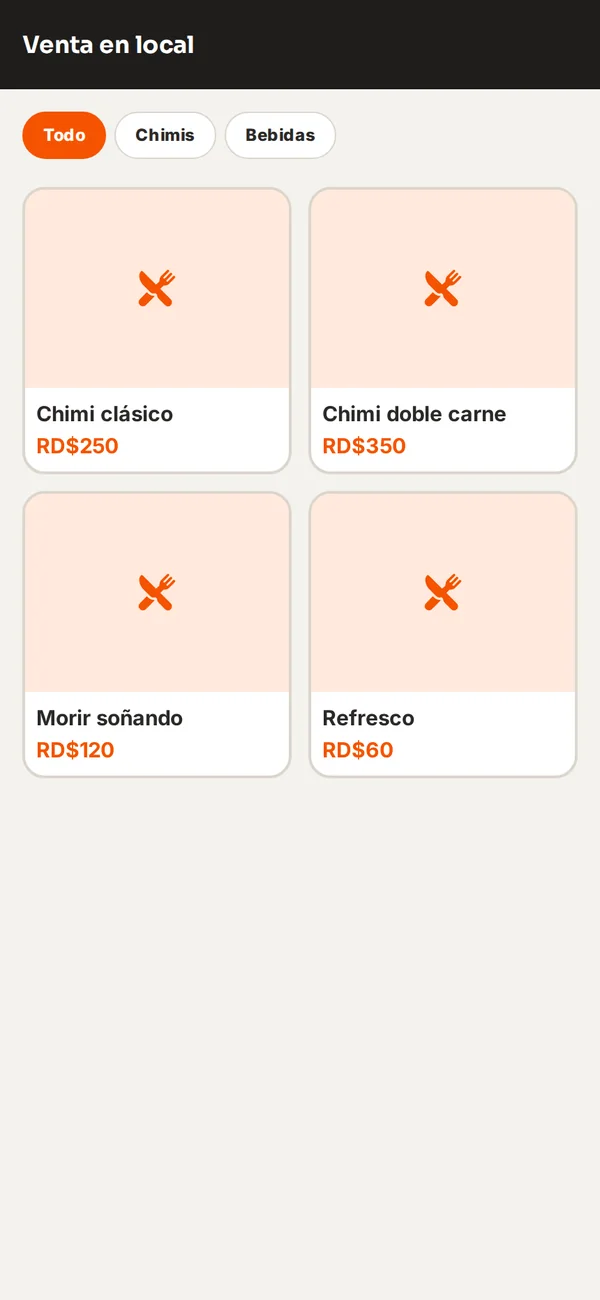 Venta en local
Todo
Chimis
Bebidas
Chimi clásico
RD$250
Chimi doble carne
RD$350
Morir soñando
RD$120
Refresco
RD$60